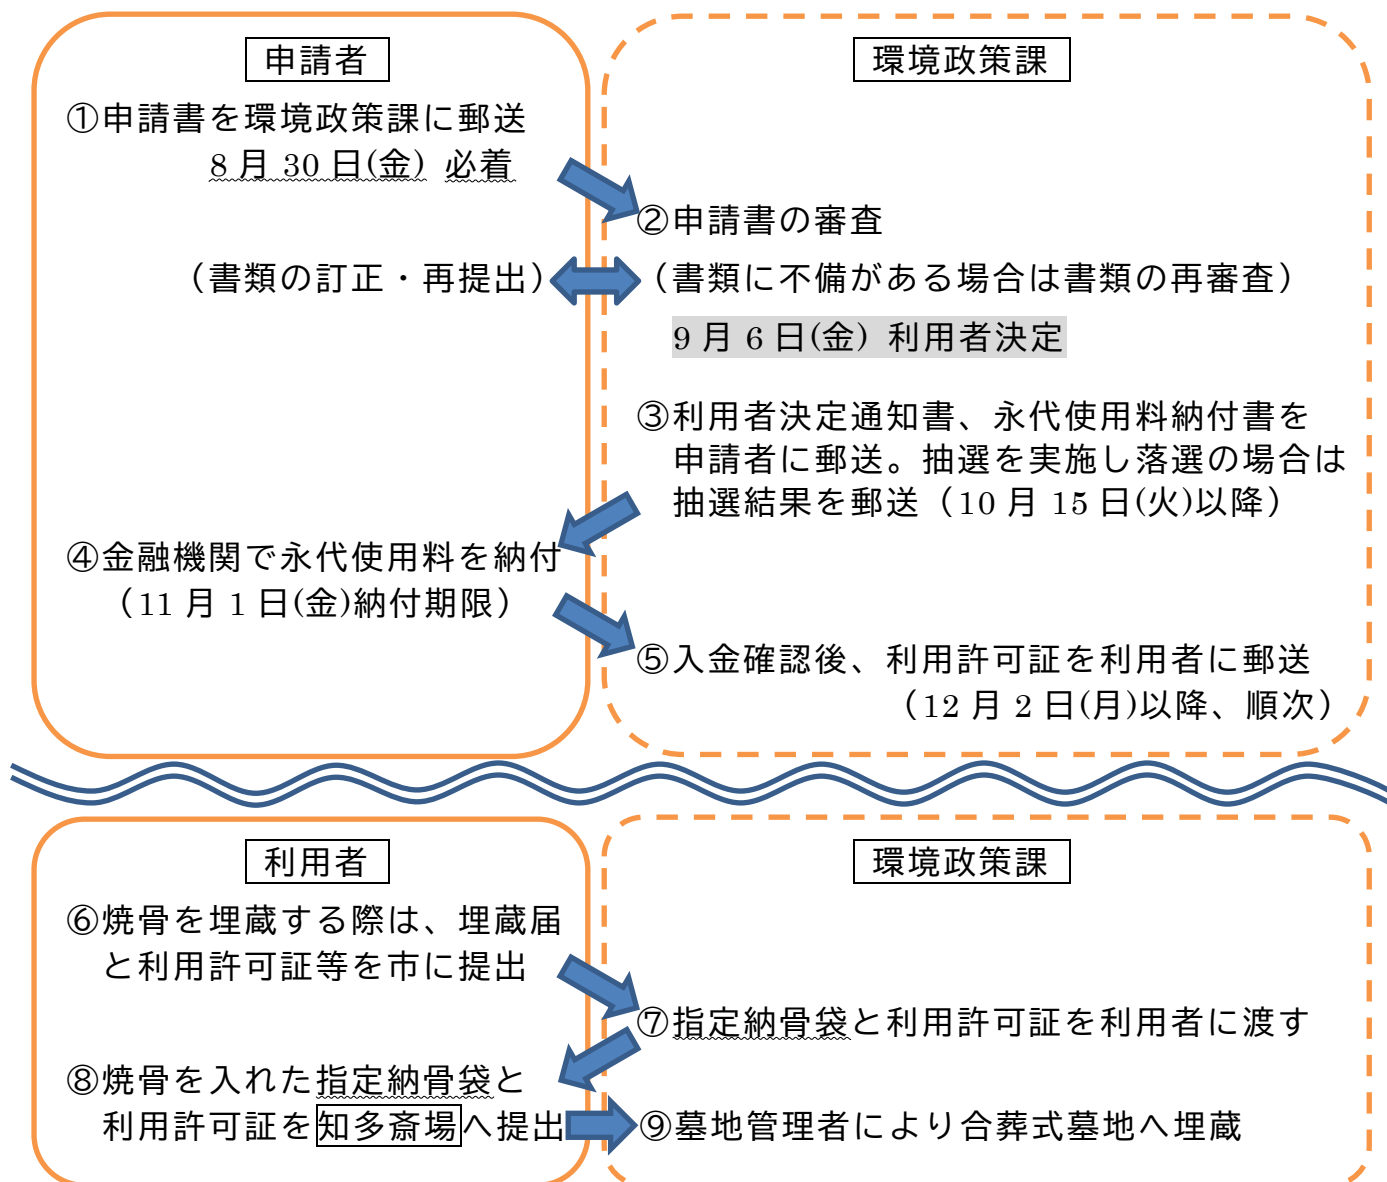 申請者
環境政策課
①申請書を環境政策課に郵送
8月30日(金) 必着
②申請書の審査
（書類の訂正・再提出）
（書類に不備がある場合は書類の再審査）
9月6日(金) 利用者決定
③利用者決定通知書、永代使用料納付書を
申請者に郵送。抽選を実施し落選の場合は
抽選結果を郵送（10月15日(火)以降）
④金融機関で永代使用料を納付
（11月1日(金)納付期限）
⑤入金確認後、利用許可証を利用者に郵送
（12月2日(月)以降、順次）
利用者
環境政策課
⑥焼骨を埋蔵する際は、埋蔵届
と利用許可証等を市に提出
⑦指定納骨袋と利用許可証を利用者に渡す
⑧焼骨を入れた指定納骨袋と
利用許可証を知多斎場へ提出
⑨墓地管理者により合葬式墓地へ埋蔵